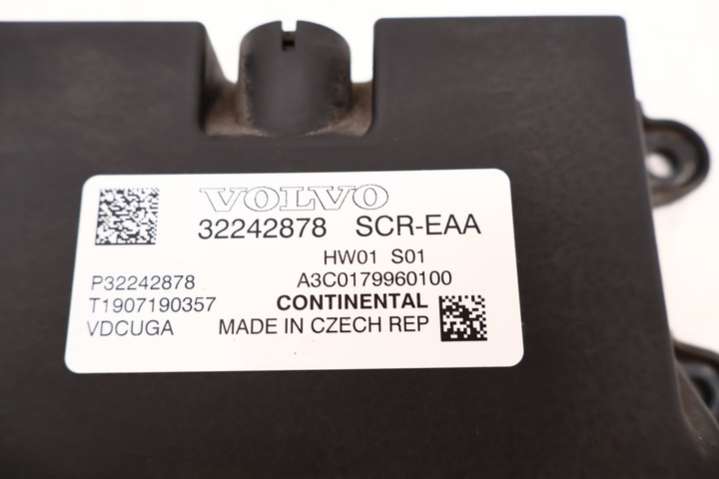 VOLVO
32242878 SCR-EAA
HW01 S01
P32242878 A3C0179960100
T1907190357 CONTINENTAL
VDCUGA MADE IN CZECH REP